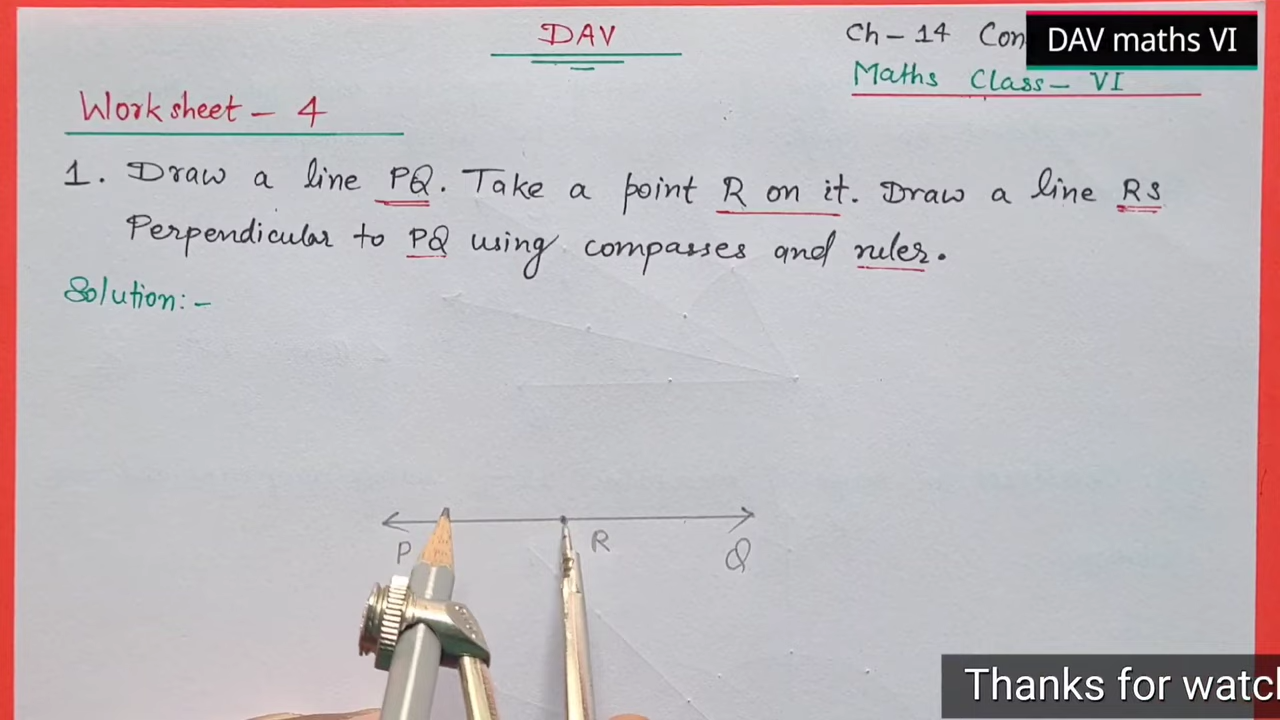 DAV
Ch - 14 Con
DAV maths VI
Maths Class - VI
Worksheet - 4
1. Draw a line PQ. Take a point R on it. Draw a line RS
Perpendicular to PQ using compasses and ruler.
Solution:-
P R Q
Thanks for watch